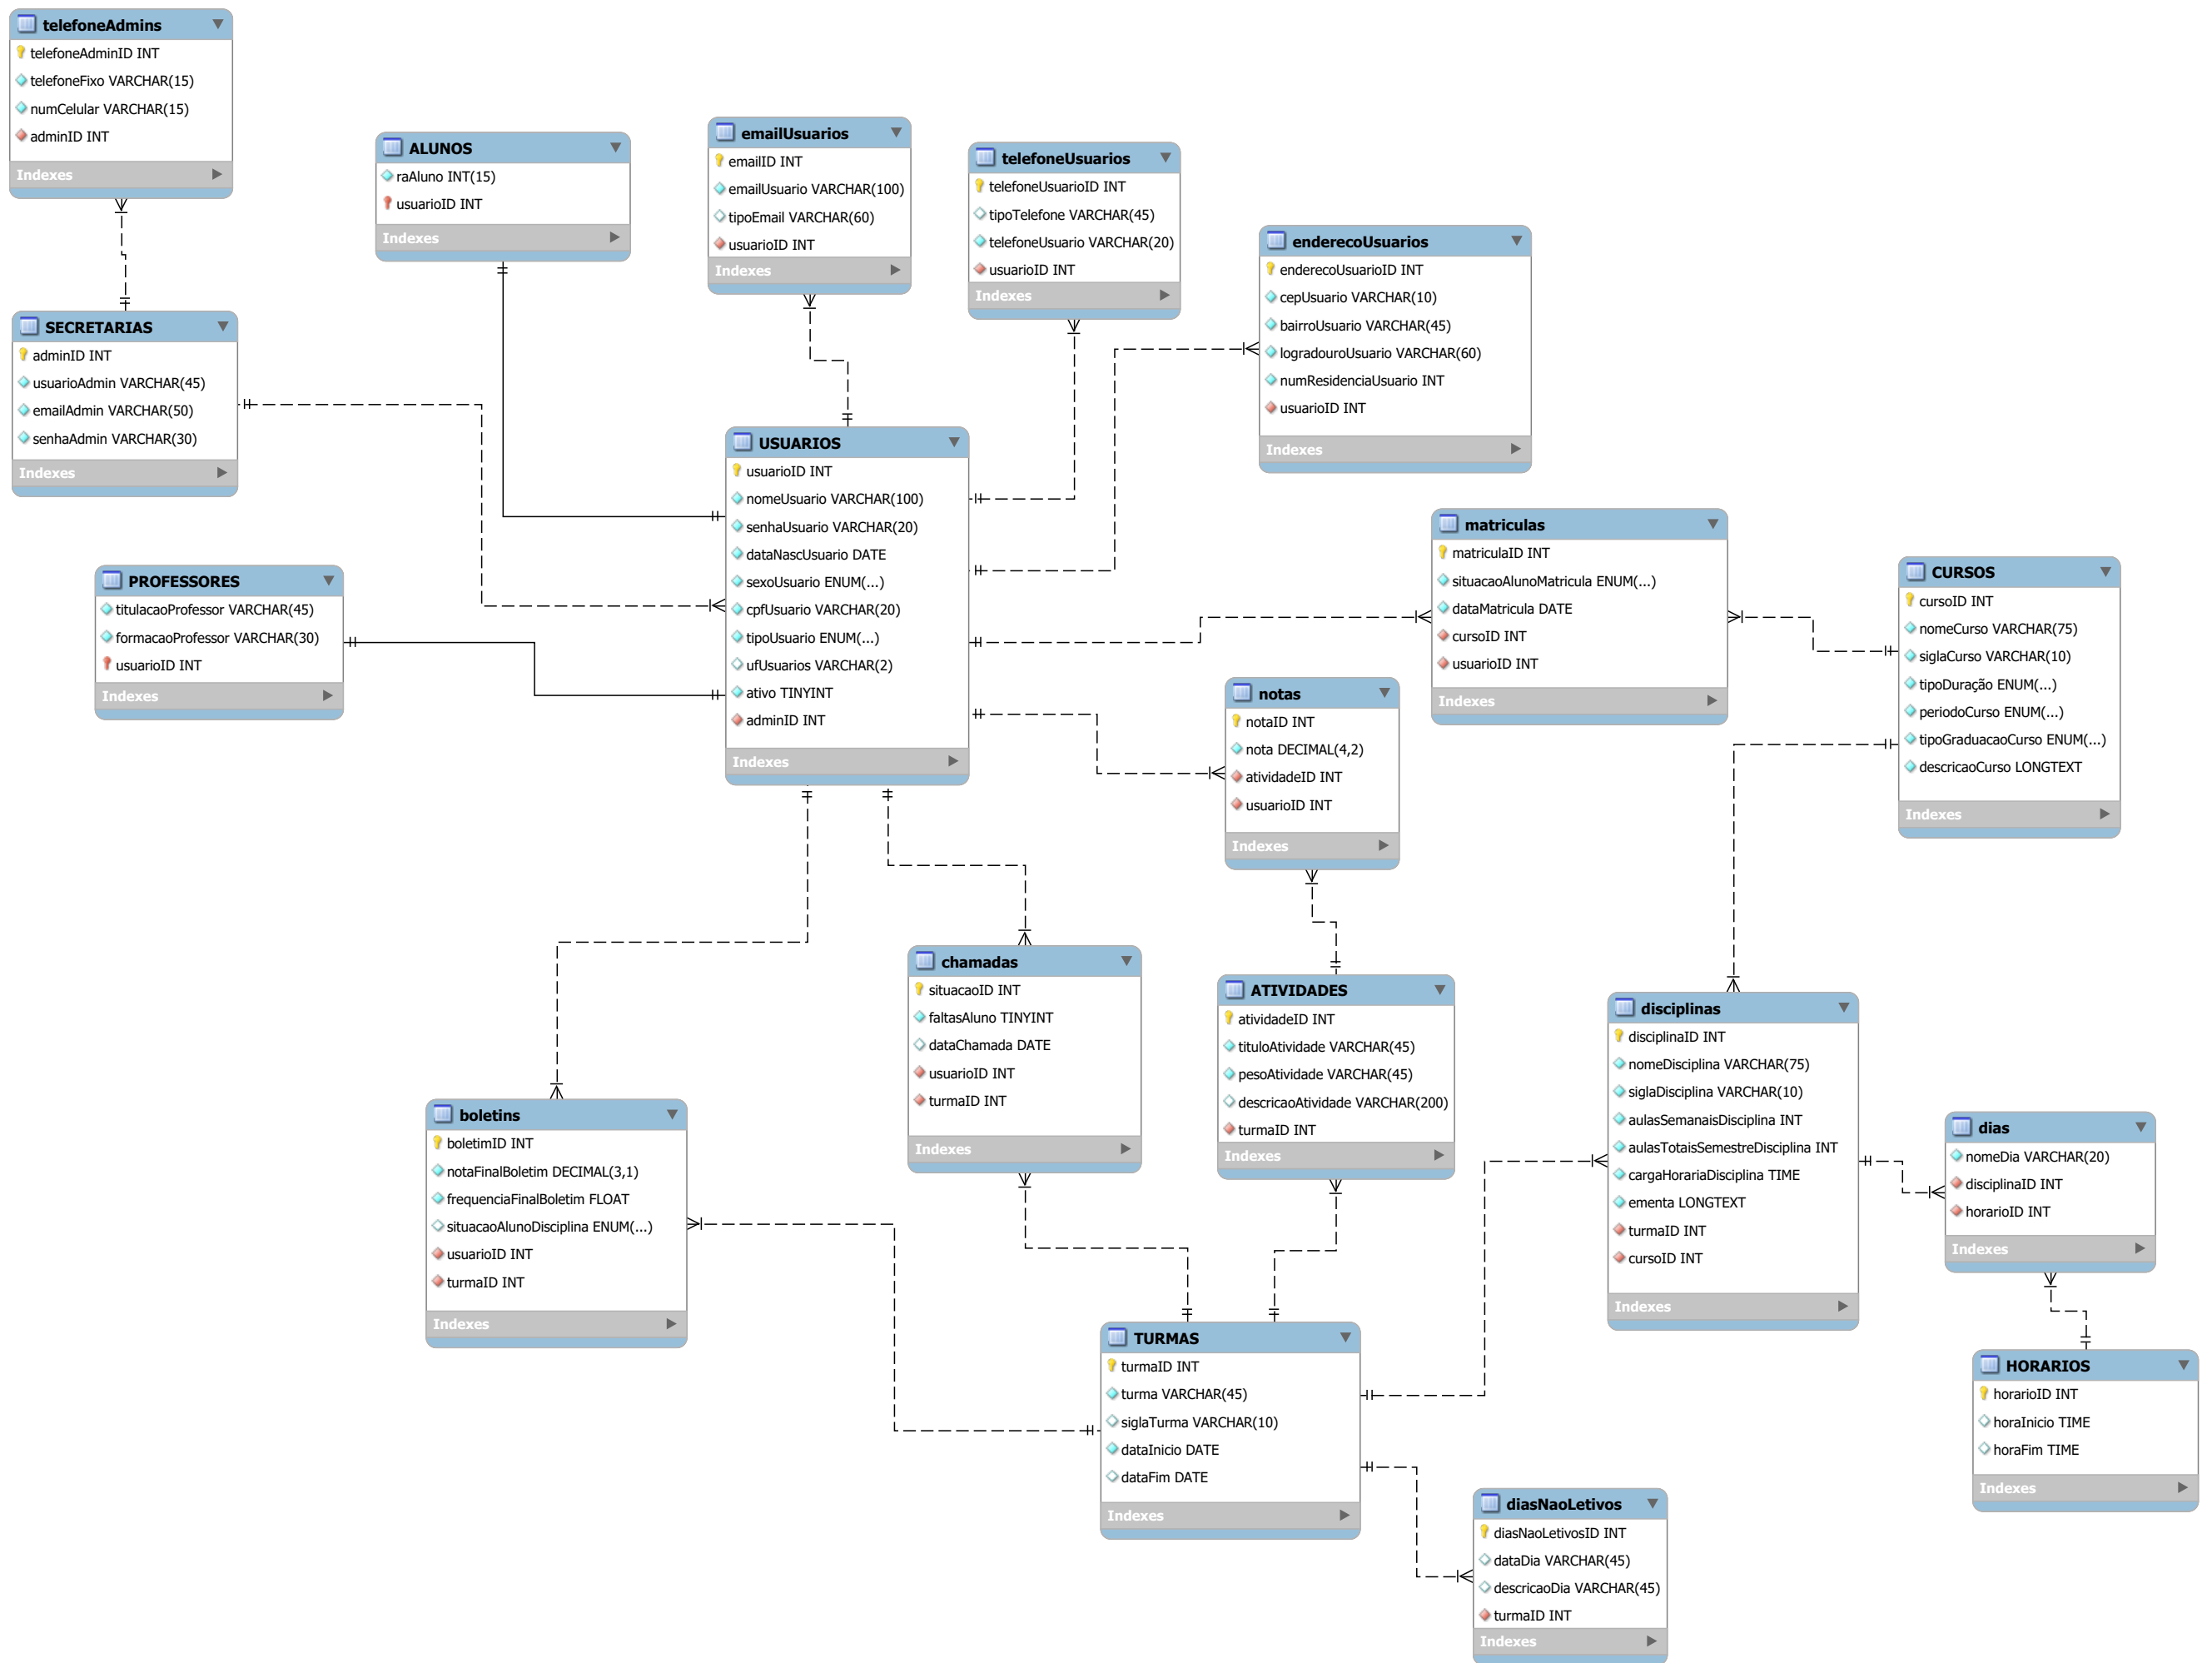 telefoneAdmins
telefoneAdminID INT
telefoneFixo VARCHAR(15)
numCelular VARCHAR(15)
adminID INT
Indexes
ALUNOS
raAluno INT(15)
usuarioID INT
Indexes
emailUsuarios
emailID INT
emailUsuario VARCHAR(100)
tipoEmail VARCHAR(60)
usuarioID INT
Indexes
telefoneUsuarios
telefoneUsuarioID INT
tipoTelefone VARCHAR(45)
telefoneUsuario VARCHAR(20)
usuarioID INT
Indexes
enderecoUsuarios
enderecoUsuarioID INT
cepUsuario VARCHAR(10)
bairroUsuario VARCHAR(45)
logradouroUsuario VARCHAR(60)
numResidenciaUsuario INT
usuarioID INT
Indexes
SECRETARIAS
adminID INT
usuarioAdmin VARCHAR(45)
emailAdmin VARCHAR(50)
senhaAdmin VARCHAR(30)
Indexes
USUARIOS
usuarioID INT
nomeUsuario VARCHAR(100)
senhaUsuario VARCHAR(20)
dataNascUsuario DATE
sexoUsuario ENUM(...)
cpfUsuario VARCHAR(20)
tipoUsuario ENUM(...)
ufUsuarios VARCHAR(2)
ativo TINYINT
adminID INT
Indexes
PROFESSORES
titulacaoProfessor VARCHAR(45)
formacaoProfessor VARCHAR(30)
usuarioID INT
Indexes
matriculas
matriculaID INT
situacaoAlunoMatricula ENUM(...)
dataMatricula DATE
cursoID INT
usuarioID INT
Indexes
CURSOS
cursoID INT
nomeCurso VARCHAR(75)
siglaCurso VARCHAR(10)
tipoDuração ENUM(...)
periodoCurso ENUM(...)
tipoGraduacaoCurso ENUM(...)
descricaoCurso LONGTEXT
Indexes
notas
notaID INT
nota DECIMAL(4,2)
atividadeID INT
usuarioID INT
Indexes
chamadas
situacaoID INT
faltasAluno TINYINT
dataChamada DATE
usuarioID INT
turmaID INT
Indexes
ATIVIDADES
atividadeID INT
tituloAtividade VARCHAR(45)
pesoAtividade VARCHAR(45)
descricaoAtividade VARCHAR(200)
turmaID INT
Indexes
disciplinas
disciplinaID INT
nomeDisciplina VARCHAR(75)
siglaDisciplina VARCHAR(10)
aulasSemanaisDisciplina INT
aulasTotaisSemestreDisciplina INT
cargaHorariaDisciplina TIME
ementa LONGTEXT
turmaID INT
cursoID INT
Indexes
boletins
boletimID INT
notaFinalBoletim DECIMAL(3,1)
frequenciaFinalBoletim FLOAT
situacaoAlunoDisciplina ENUM(...)
usuarioID INT
turmaID INT
Indexes
dias
nomeDia VARCHAR(20)
disciplinaID INT
horarioID INT
Indexes
TURMAS
turmaID INT
turma VARCHAR(45)
siglaTurma VARCHAR(10)
dataInicio DATE
dataFim DATE
Indexes
HORARIOS
horarioID INT
horaInicio TIME
horaFim TIME
Indexes
diasNaoLetivos
diasNaoLetivosID INT
dataDia VARCHAR(45)
descricaoDia VARCHAR(45)
turmaID INT
Indexes